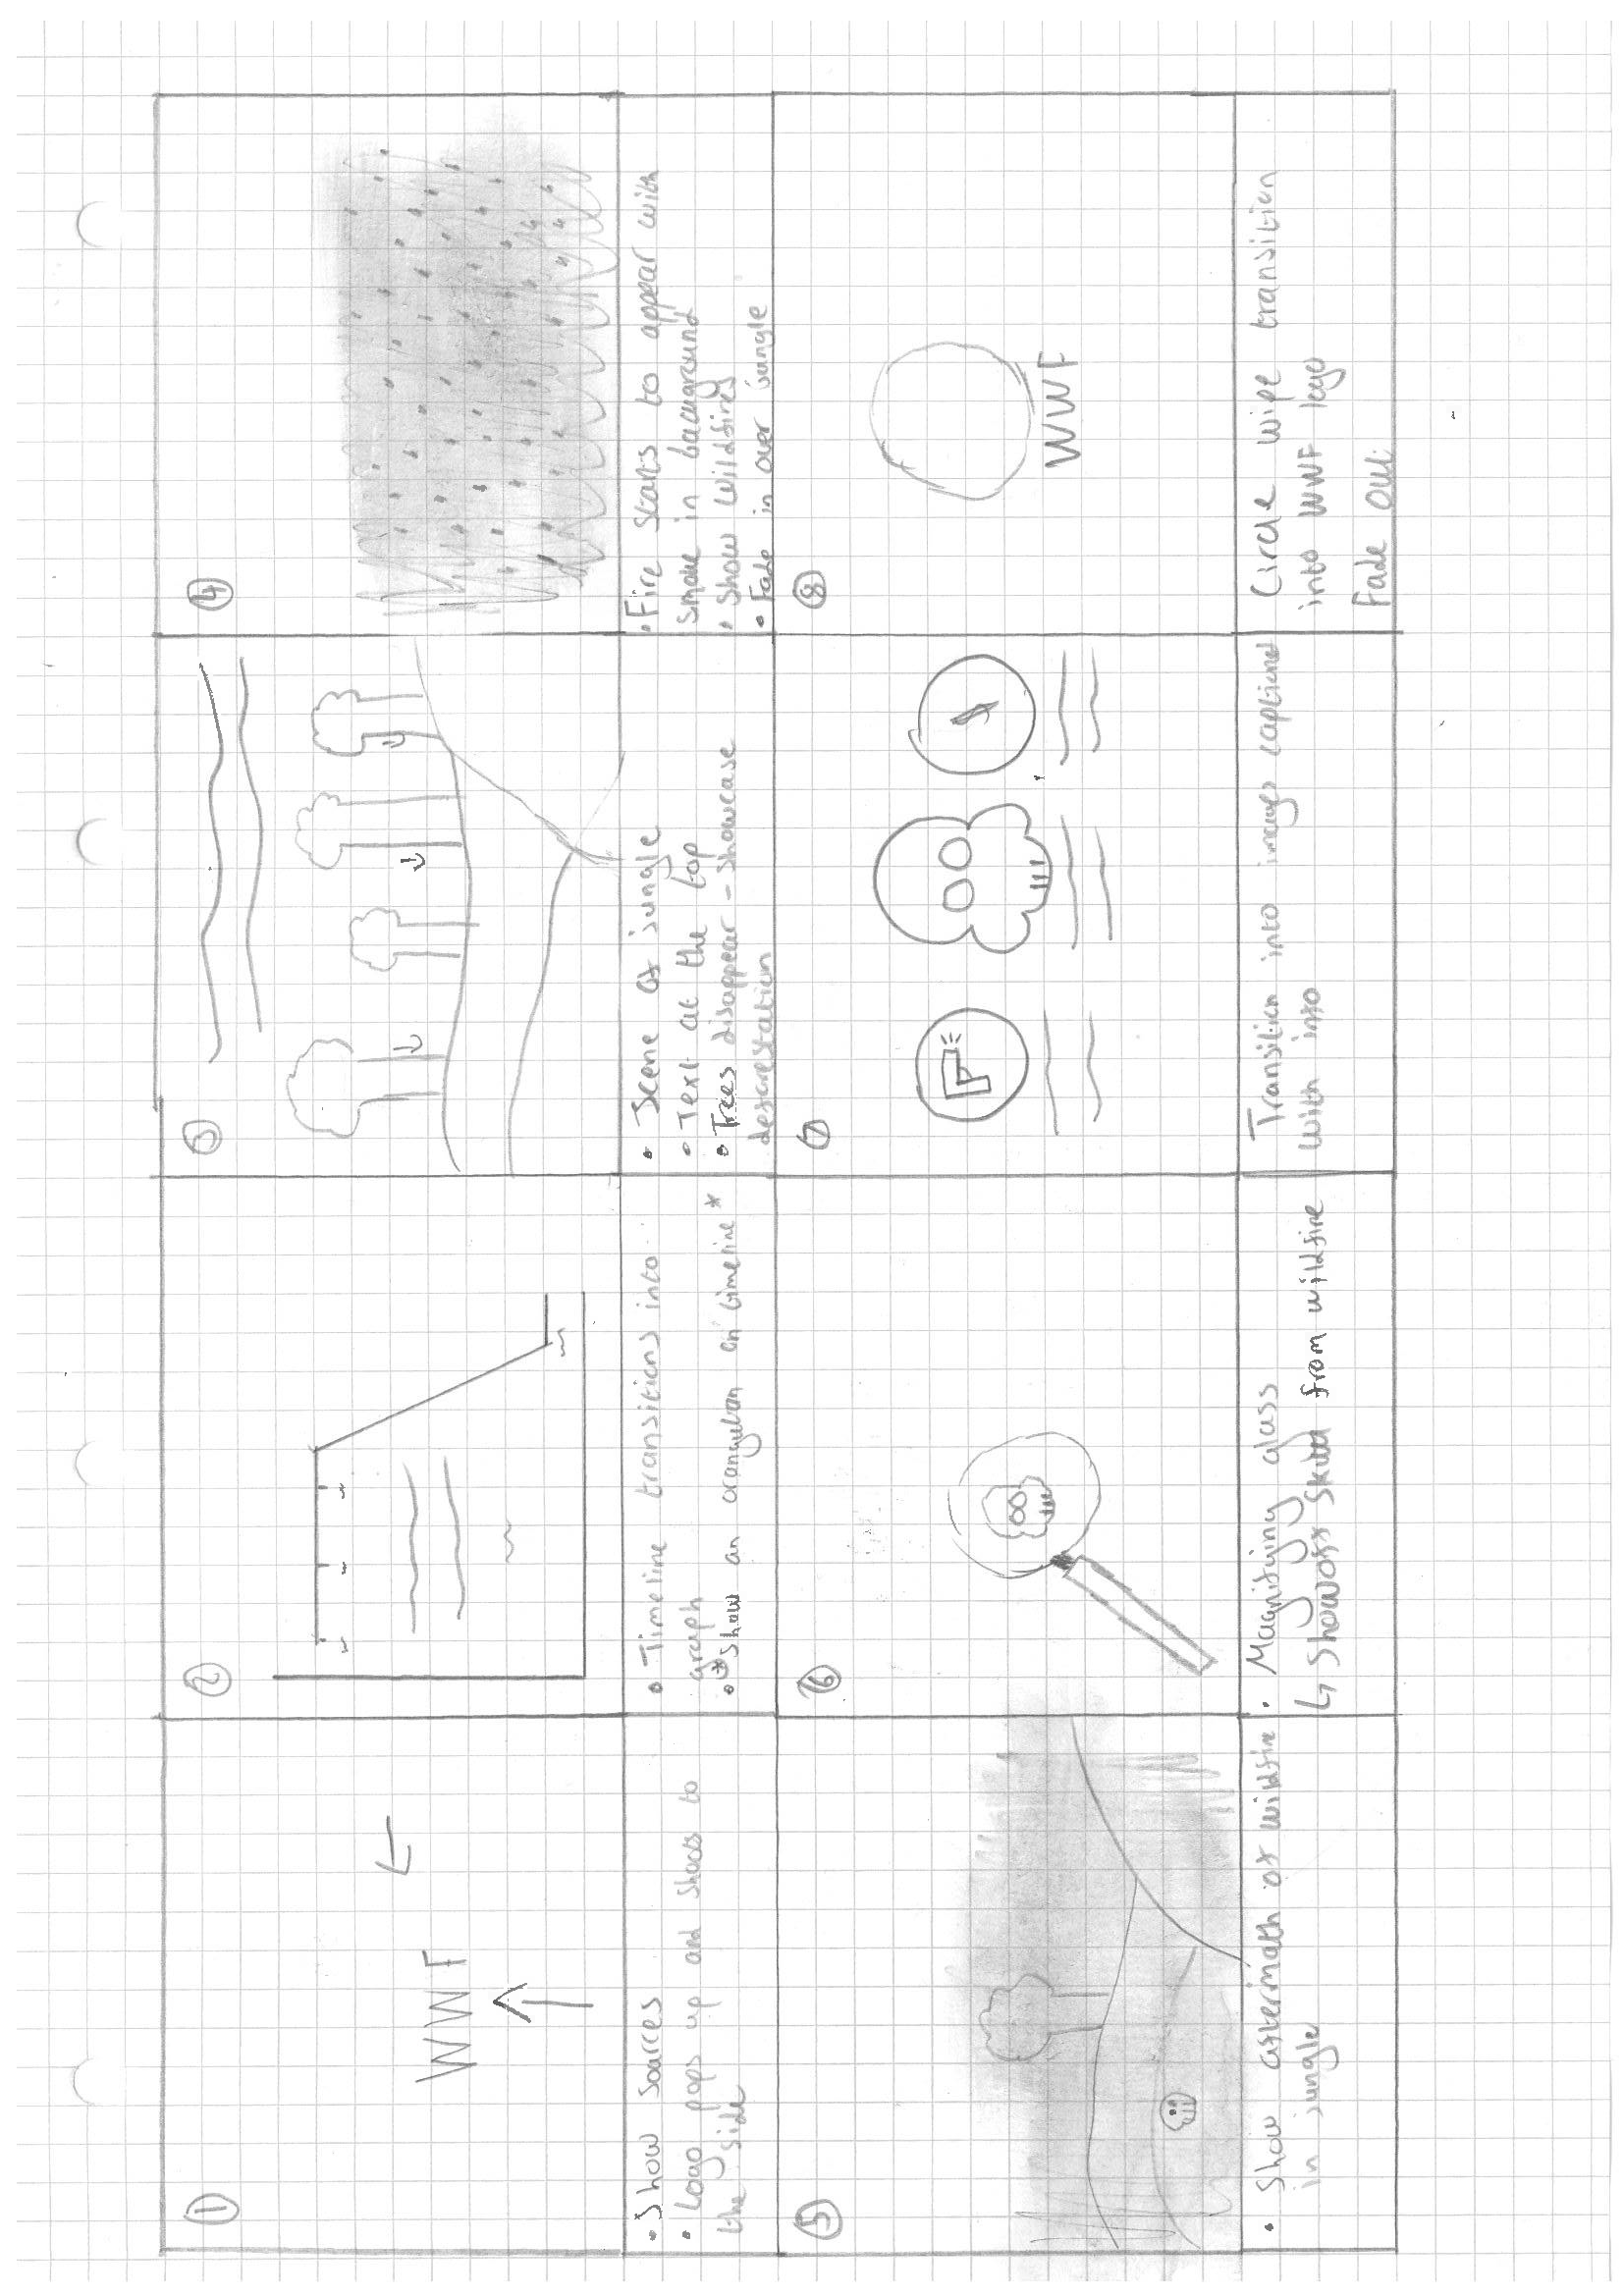 ①
WWF
• Show sources
• Logo pops up and shoots to
the side
②
• Timeline transitions into
graph
• * Show an orangutan on timeline *
③
• Scene of jungle
• Text at the top
• Trees disappear - showcase
deforestation
④
• Fire starts to appear with
smoke in background
• Show wildfires
• Fade in over jungle
⑤
• Show aftermath of wildfire
in jungle
⑥
• Magnifying glass
↳ Shows skull from wildfire
⑦
Transition into images captioned
with info
⑧
WWF
Circle wipe transition
into WWF logo
Fade out.